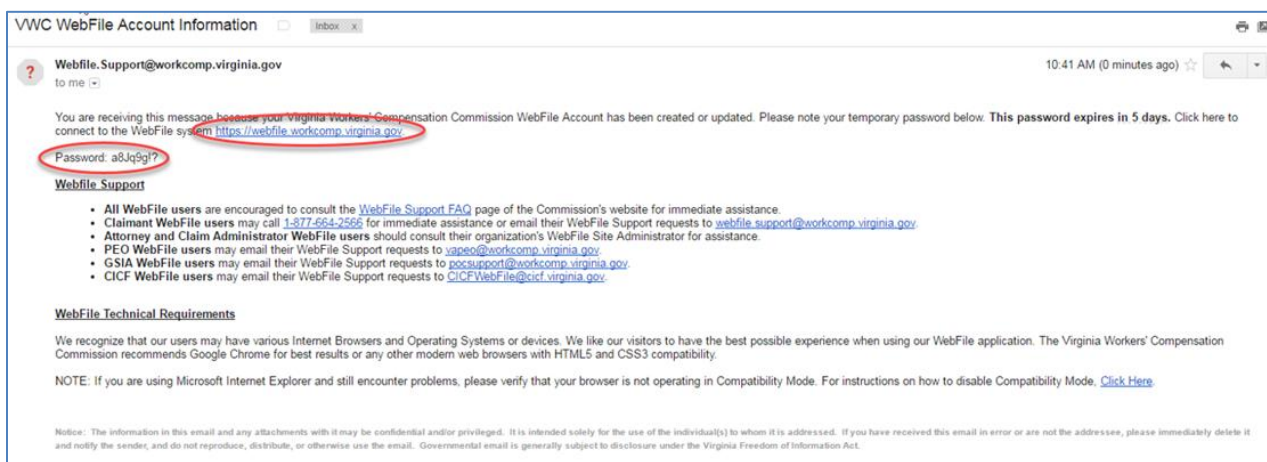 VWC WebFile Account Information Inbox x
Webfile.Support@workcomp.virginia.gov 10:41 AM (0 minutes ago)
? to me
You are receiving this message because your Virginia Workers' Compensation Commission WebFile Account has been created or updated. Please note your temporary password below. This password expires in 5 days. Click here to
connect to the WebFile system https://webfile.workcomp.virginia.gov.
Password: a8Jq9g!?
Webfile Support
• All WebFile users are encouraged to consult the WebFile Support FAQ page of the Commission's website for immediate assistance.
• Claimant WebFile users may call 1-877-664-2566 for immediate assistance or email their WebFile Support requests to webfile.support@workcomp.virginia.gov.
• Attorney and Claim Administrator WebFile users should consult their organization's WebFile Site Administrator for assistance.
• PEO WebFile users may email their WebFile Support requests to vapeo@workcomp.virginia.gov.
• GSIA WebFile users may email their WebFile Support requests to pocsupport@workcomp.virginia.gov.
• CICF WebFile users may email their WebFile Support requests to CICFWebFile@cicf.virginia.gov.
WebFile Technical Requirements
We recognize that our users may have various Internet Browsers and Operating Systems or devices. We like our visitors to have the best possible experience when using our WebFile application. The Virginia Workers' Compensation
Commission recommends Google Chrome for best results or any other modern web browsers with HTML5 and CSS3 compatibility.
NOTE: If you are using Microsoft Internet Explorer and still encounter problems, please verify that your browser is not operating in Compatibility Mode. For instructions on how to disable Compatibility Mode, Click Here.
Notice: The information in this email and any attachments with it may be confidential and/or privileged. It is intended solely for the use of the individual(s) to whom it is addressed. If you have received this email in error or are not the addressee, please immediately delete it
and notify the sender, and do not reproduce, distribute, or otherwise use the email. Governmental email is generally subject to disclosure under the Virginia Freedom of Information Act.